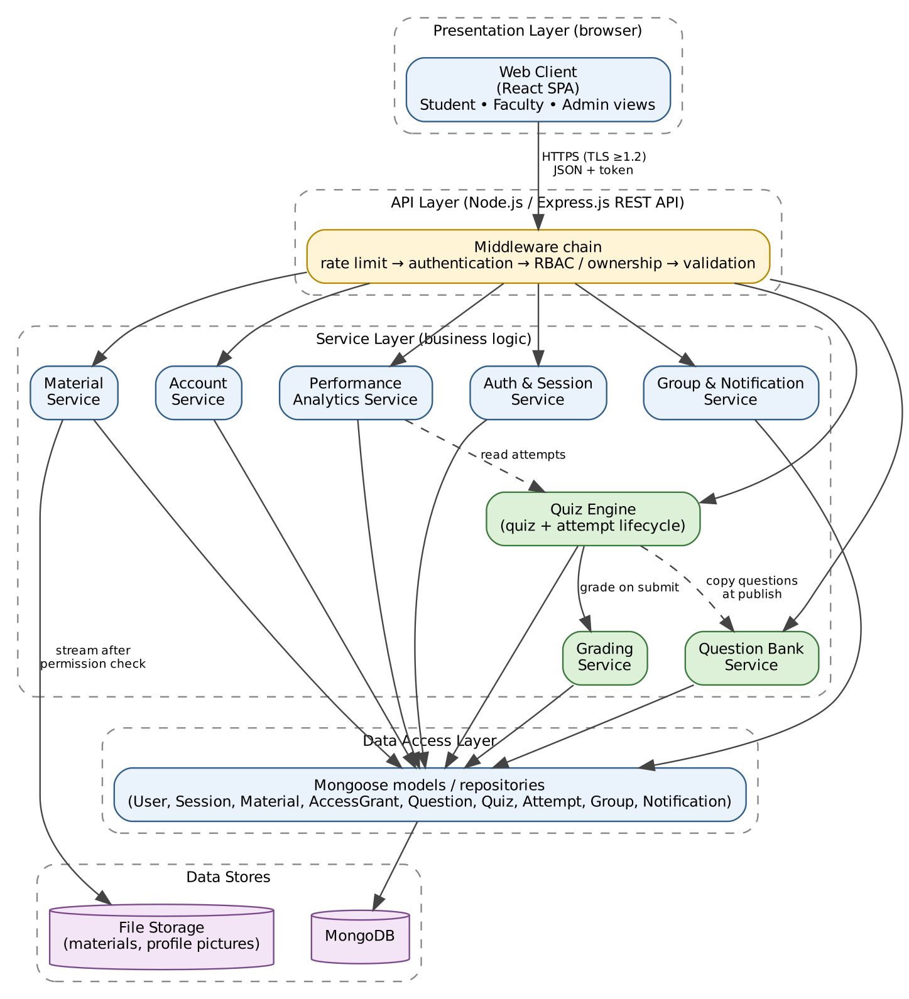 Presentation Layer (browser)
Web Client
(React SPA)
Student • Faculty • Admin views
HTTPS (TLS ≥1.2)
JSON + token
API Layer (Node.js / Express.js REST API)
Middleware chain
rate limit → authentication → RBAC / ownership → validation
Service Layer (business logic)
Material
Service
Account
Service
Performance
Analytics Service
Auth & Session
Service
Group & Notification
Service
read attempts
Quiz Engine
(quiz + attempt lifecycle)
grade on submit
copy questions
at publish
stream after
permission check
Grading
Service
Question Bank
Service
Data Access Layer
Mongoose models / repositories
(User, Session, Material, AccessGrant, Question, Quiz, Attempt, Group, Notification)
Data Stores
File Storage
(materials, profile pictures)
MongoDB